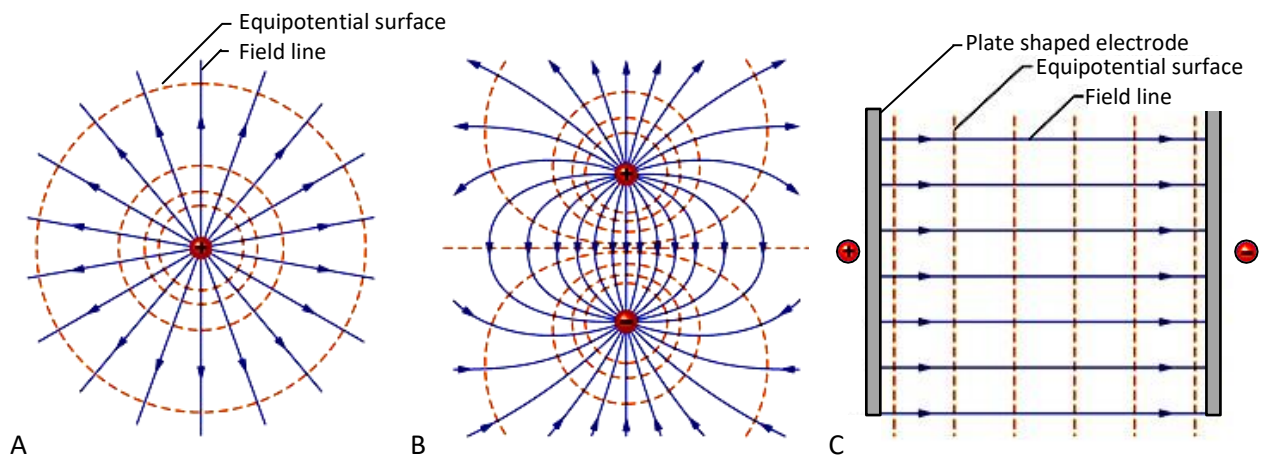 Equipotential surface
Field line
Plate shaped electrode
Equipotential surface
Field line
+
+
−
+
−
A
B
C